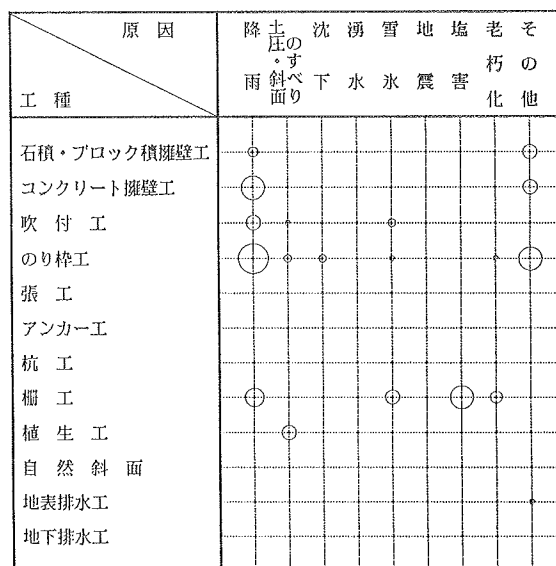 原因
工種
降雨
土圧・斜面のすべり
沈下
湧水
雪氷
地震
塩害
老朽化
その他
石積・ブロック積擁壁工
コンクリート擁壁工
吹付工
のり枠工
張工
アンカー工
杭工
柵工
植生工
自然斜面
地表排水工
地下排水工